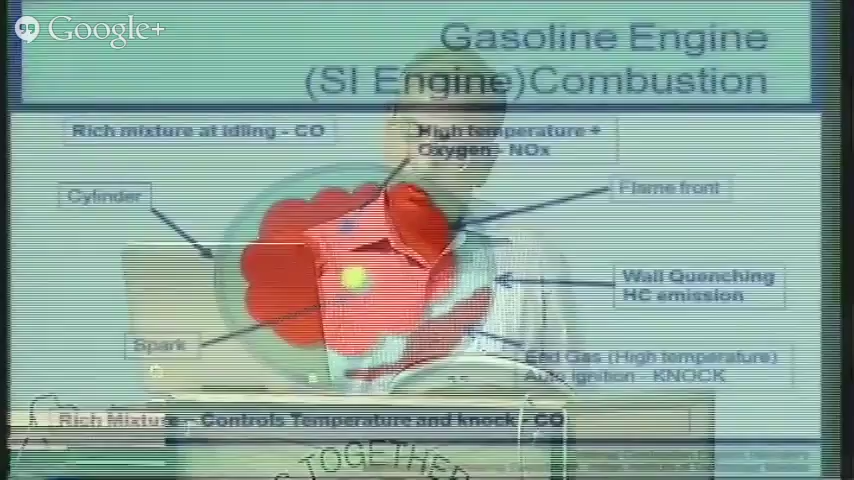 Google+
Gasoline Engine
(SI Engine)Combustion
Rich mixture at idling - CO
High temperature +
Oxygen - NOx
Cylinder
Flame front
Wall Quenching
HC emission
Spark
End Gas (High temperature)
Auto ignition - KNOCK
Rich Mixture - Controls Temperature and knock - CO
TOGETHER